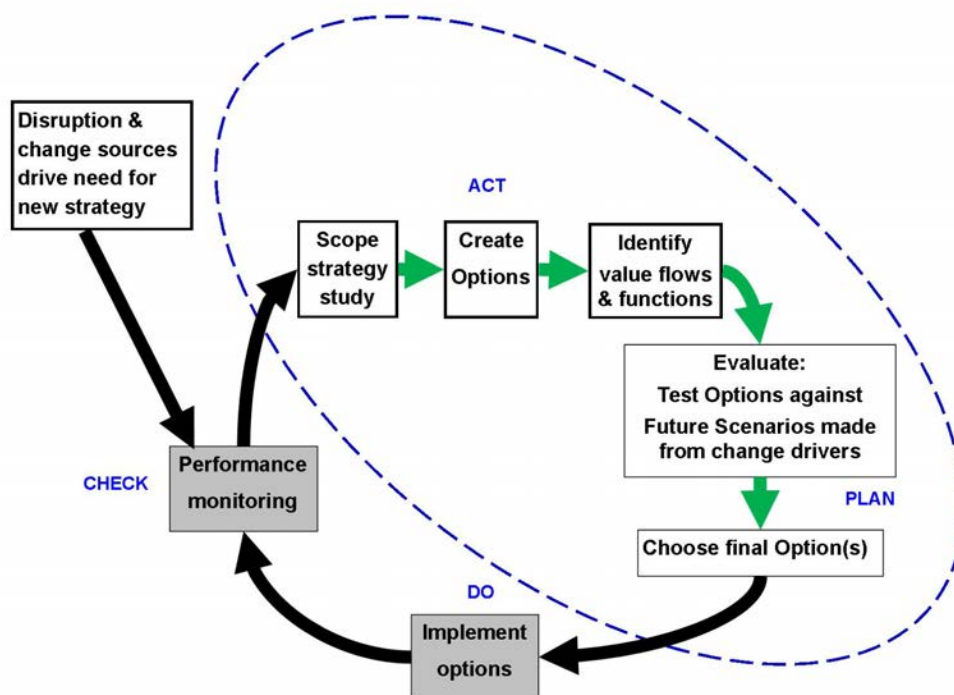 Disruption &
change sources
drive need for
new strategy
ACT
Scope
strategy
study
Create
Options
Identify
value flows
& functions
Evaluate:
Test Options against
Future Scenarios made
from change drivers
PLAN
Choose final Option(s)
DO
Implement
options
CHECK
Performance
monitoring